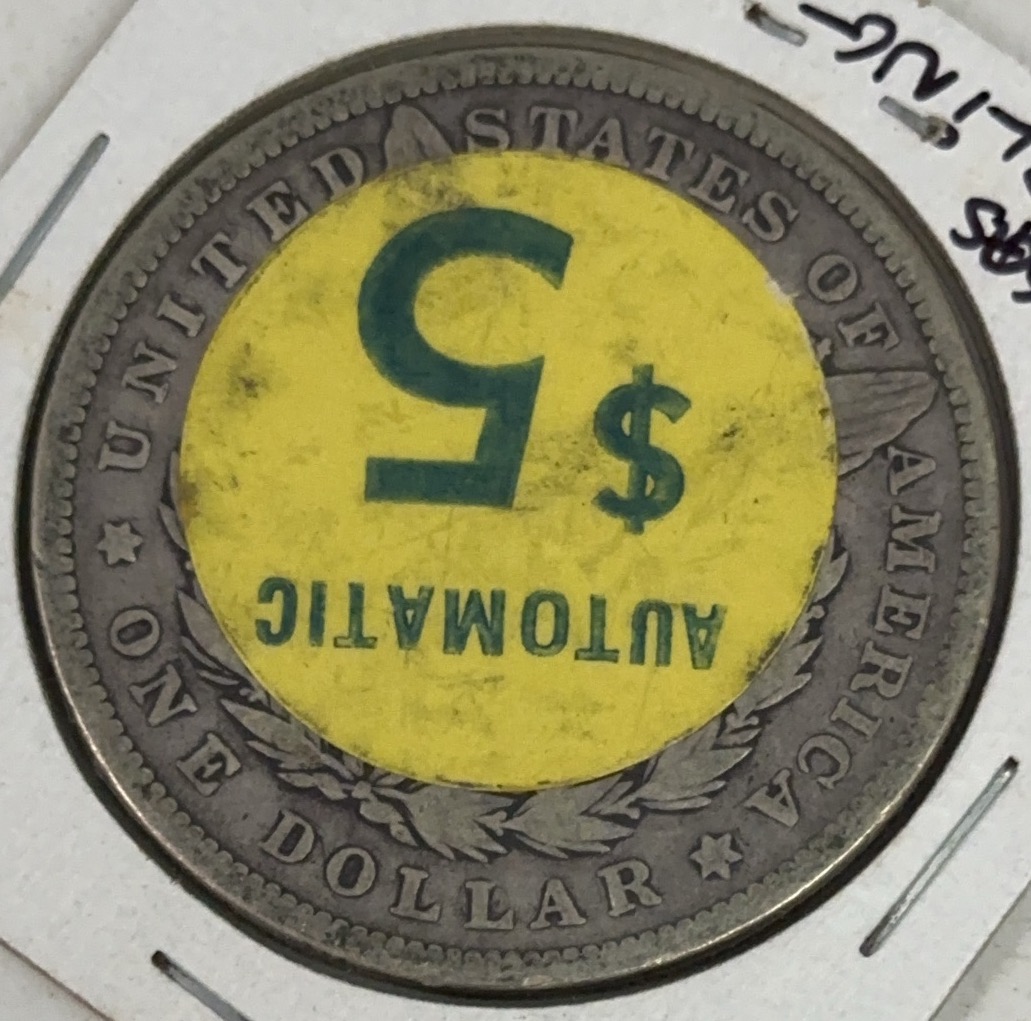 UNITED STATES OF AMERICA
ONE DOLLAR
AUTOMATIC
$5